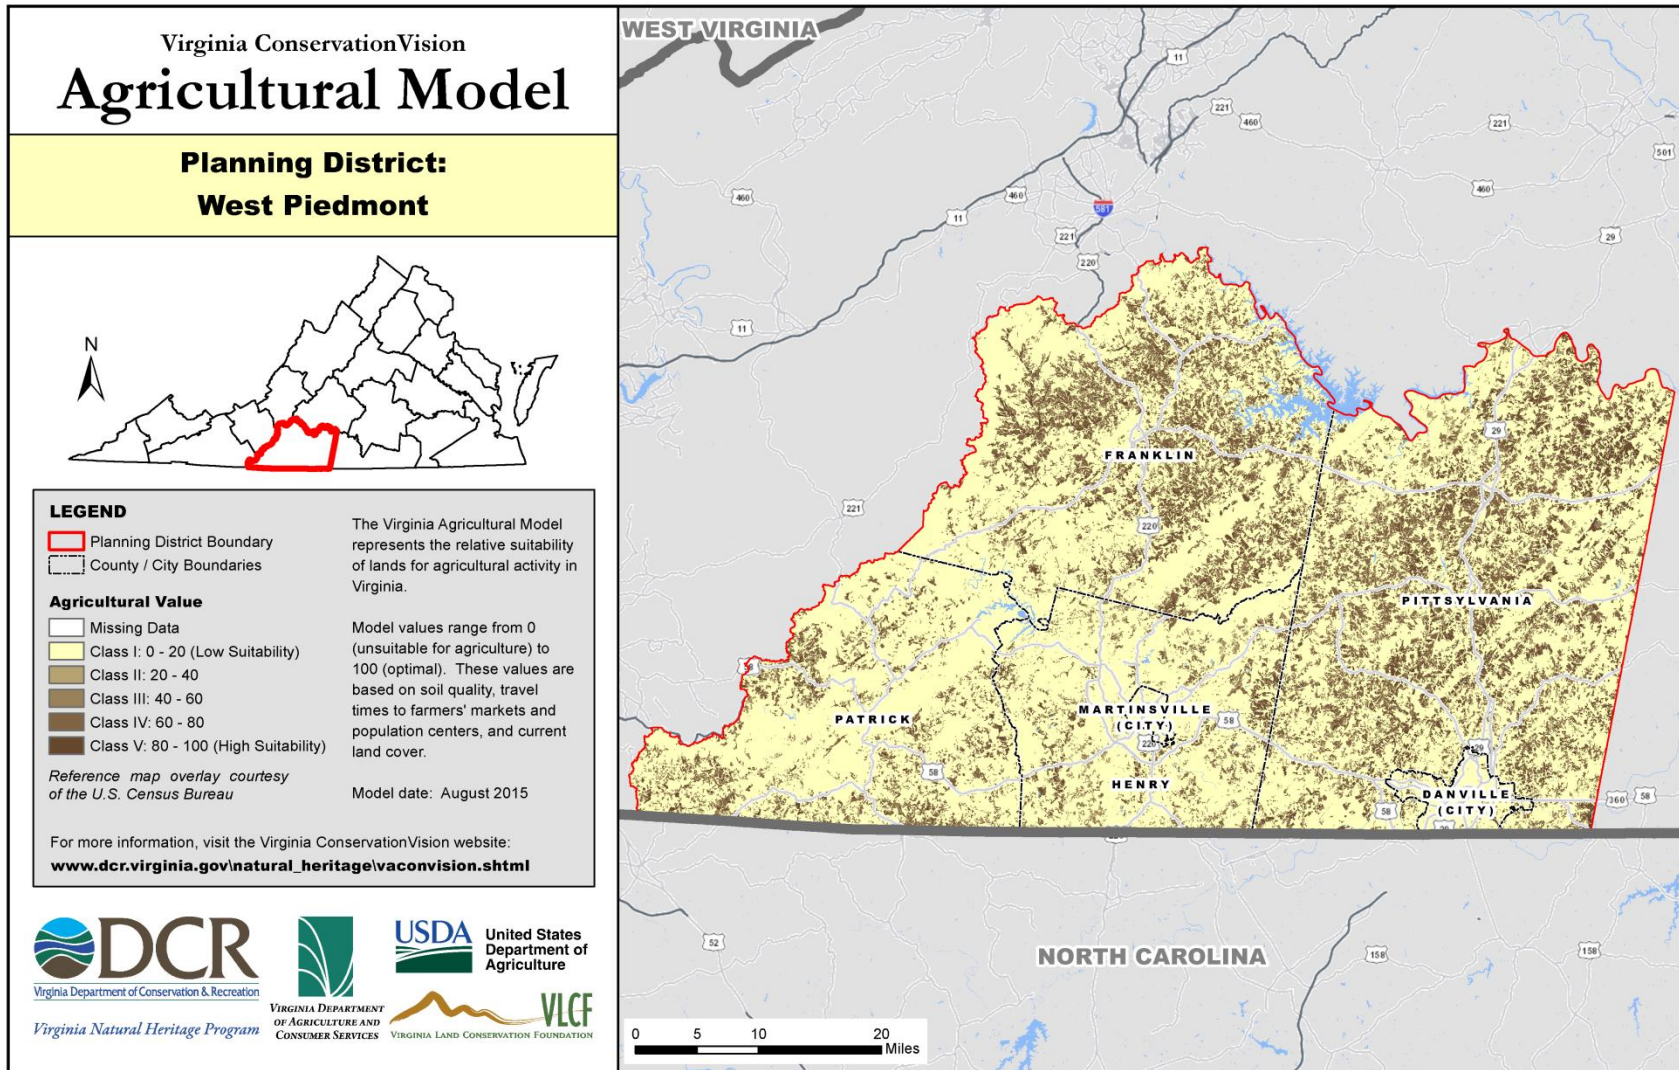 Virginia ConservationVision
Agricultural Model
Planning District:
West Piedmont
N
LEGEND
Planning District Boundary
County / City Boundaries
Agricultural Value
Missing Data
Class I: 0 - 20 (Low Suitability)
Class II: 20 - 40
Class III: 40 - 60
Class IV: 60 - 80
Class V: 80 - 100 (High Suitability)
Reference map overlay courtesy
of the U.S. Census Bureau
The Virginia Agricultural Model
represents the relative suitability
of lands for agricultural activity in
Virginia.
Model values range from 0
(unsuitable for agriculture) to
100 (optimal). These values are
based on soil quality, travel
times to farmers' markets and
population centers, and current
land cover.
Model date: August 2015
For more information, visit the Virginia ConservationVision website:
www.dcr.virginia.gov\natural_heritage\vaconvision.shtml
DCR
Virginia Department of Conservation & Recreation
Virginia Natural Heritage Program
VIRGINIA DEPARTMENT
OF AGRICULTURE AND
CONSUMER SERVICES
USDA
United States
Department of
Agriculture
VLCF
VIRGINIA LAND CONSERVATION FOUNDATION
WEST VIRGINIA
11
221
460
221
501
460
460
460
11
581
221
29
220
11
29
221
FRANKLIN
220
PITTSYLVANIA
58
PATRICK
MARTINSVILLE
(CITY)
58
220
29
58
HENRY
DANVILLE
(CITY)
58
360
58
29
NORTH CAROLINA
52
158
158
0
5
10
20
Miles